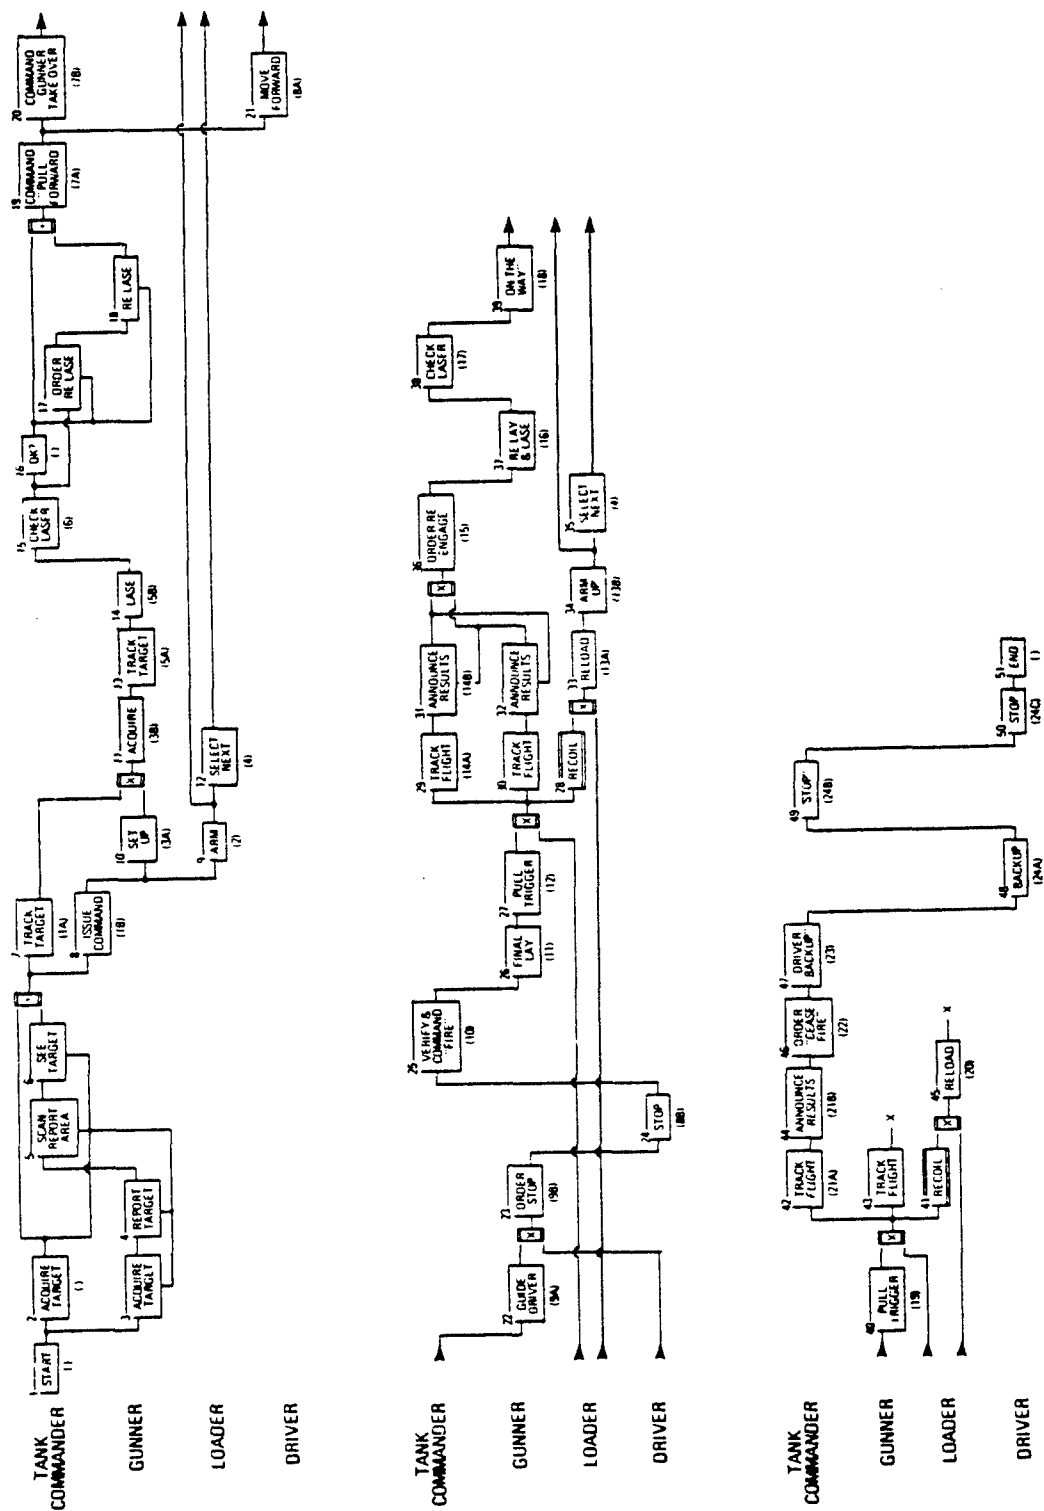 TANK
COMMANDER
GUNNER
LOADER
DRIVER
START
( )
2
ACQUIRE
TARGET
( )
3
ACQUIRE
TARGET
4
REPORT
TARGET
5
SCAN
REPORT
AREA
6
SEE
TARGET
7
TRACK
TARGET
(1A)
8
ISSUE
COMMAND
(1B)
9
ARM
(2)
10
SET
UP
(3A)
X
11
ACQUIRE
(3B)
12
SELECT
NEXT
(4)
13
TRACK
TARGET
(5A)
14
LASE
(5B)
15
CHECK
LASER
(6)
16
OK?
( )
17
ORDER
RE LASE
18
RE LASE
19
COMMAND
"PULL
FORWARD"
(7A)
20
COMMAND
GUNNER
TAKE OVER
(7B)
21
MOVE
FORWARD
(8A)
TANK
COMMANDER
GUNNER
LOADER
DRIVER
22
GUIDE
DRIVER
(9A)
X
23
ORDER
STOP
(9B)
24
STOP
(8B)
25
VERIFY &
COMMAND
"FIRE"
(10)
26
FINAL
LAY
(11)
27
PULL
TRIGGER
(12)
X
28
RECOIL
29
TRACK
FLIGHT
(14A)
30
TRACK
FLIGHT
31
ANNOUNCE
RESULTS
(14B)
32
ANNOUNCE
RESULTS
X
33
RELOAD
(13A)
34
ARM
UP
(13B)
35
SELECT
NEXT
(4)
X
36
ORDER RE
ENGAGE
(15)
37
RE LAY
& LASE
(16)
38
CHECK
LASER
(17)
39
ON THE
WAY"
(18)
TANK
COMMANDER
GUNNER
LOADER
DRIVER
40
PULL
TRIGGER
(19)
X
41
RECOIL
42
TRACK
FLIGHT
(21A)
43
TRACK
FLIGHT
X
44
ANNOUNCE
RESULTS
(21B)
X
45
RELOAD
(20)
X
46
ORDER
"CEASE
FIRE"
(22)
47
DRIVER
BACKUP"
(23)
48
BACKUP
(24A)
49
STOP"
(24B)
50
STOP
(24C)
51
END
( )